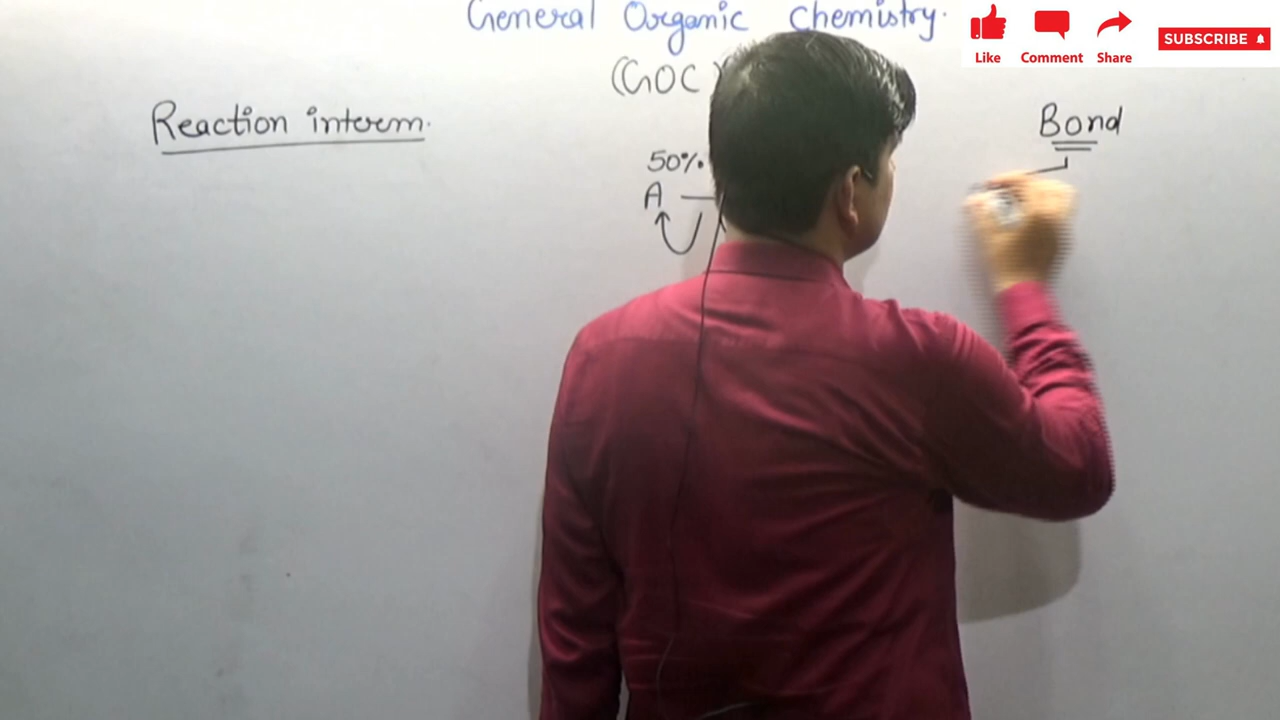 General Organic Chemistry.
(GOC)
Like Comment Share SUBSCRIBE
Reaction interm.
Bond
50%
A